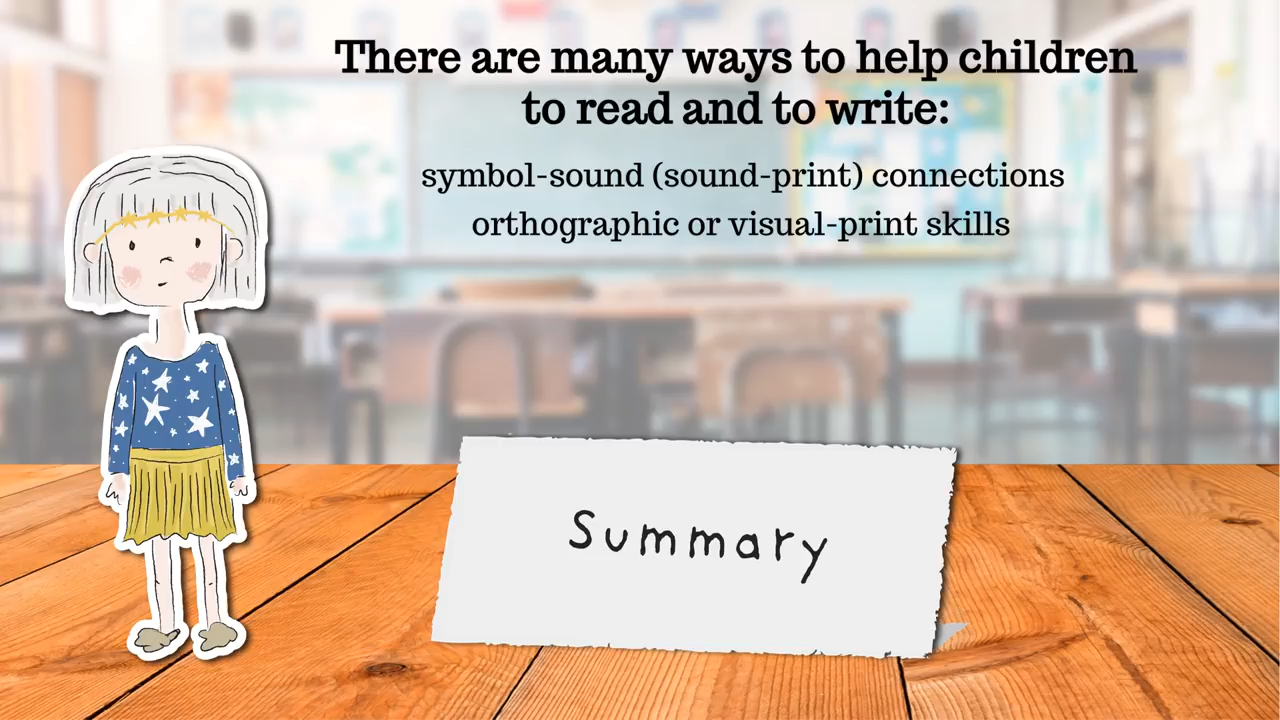 There are many ways to help children
to read and to write:
symbol-sound (sound-print) connections
orthographic or visual-print skills
Summary